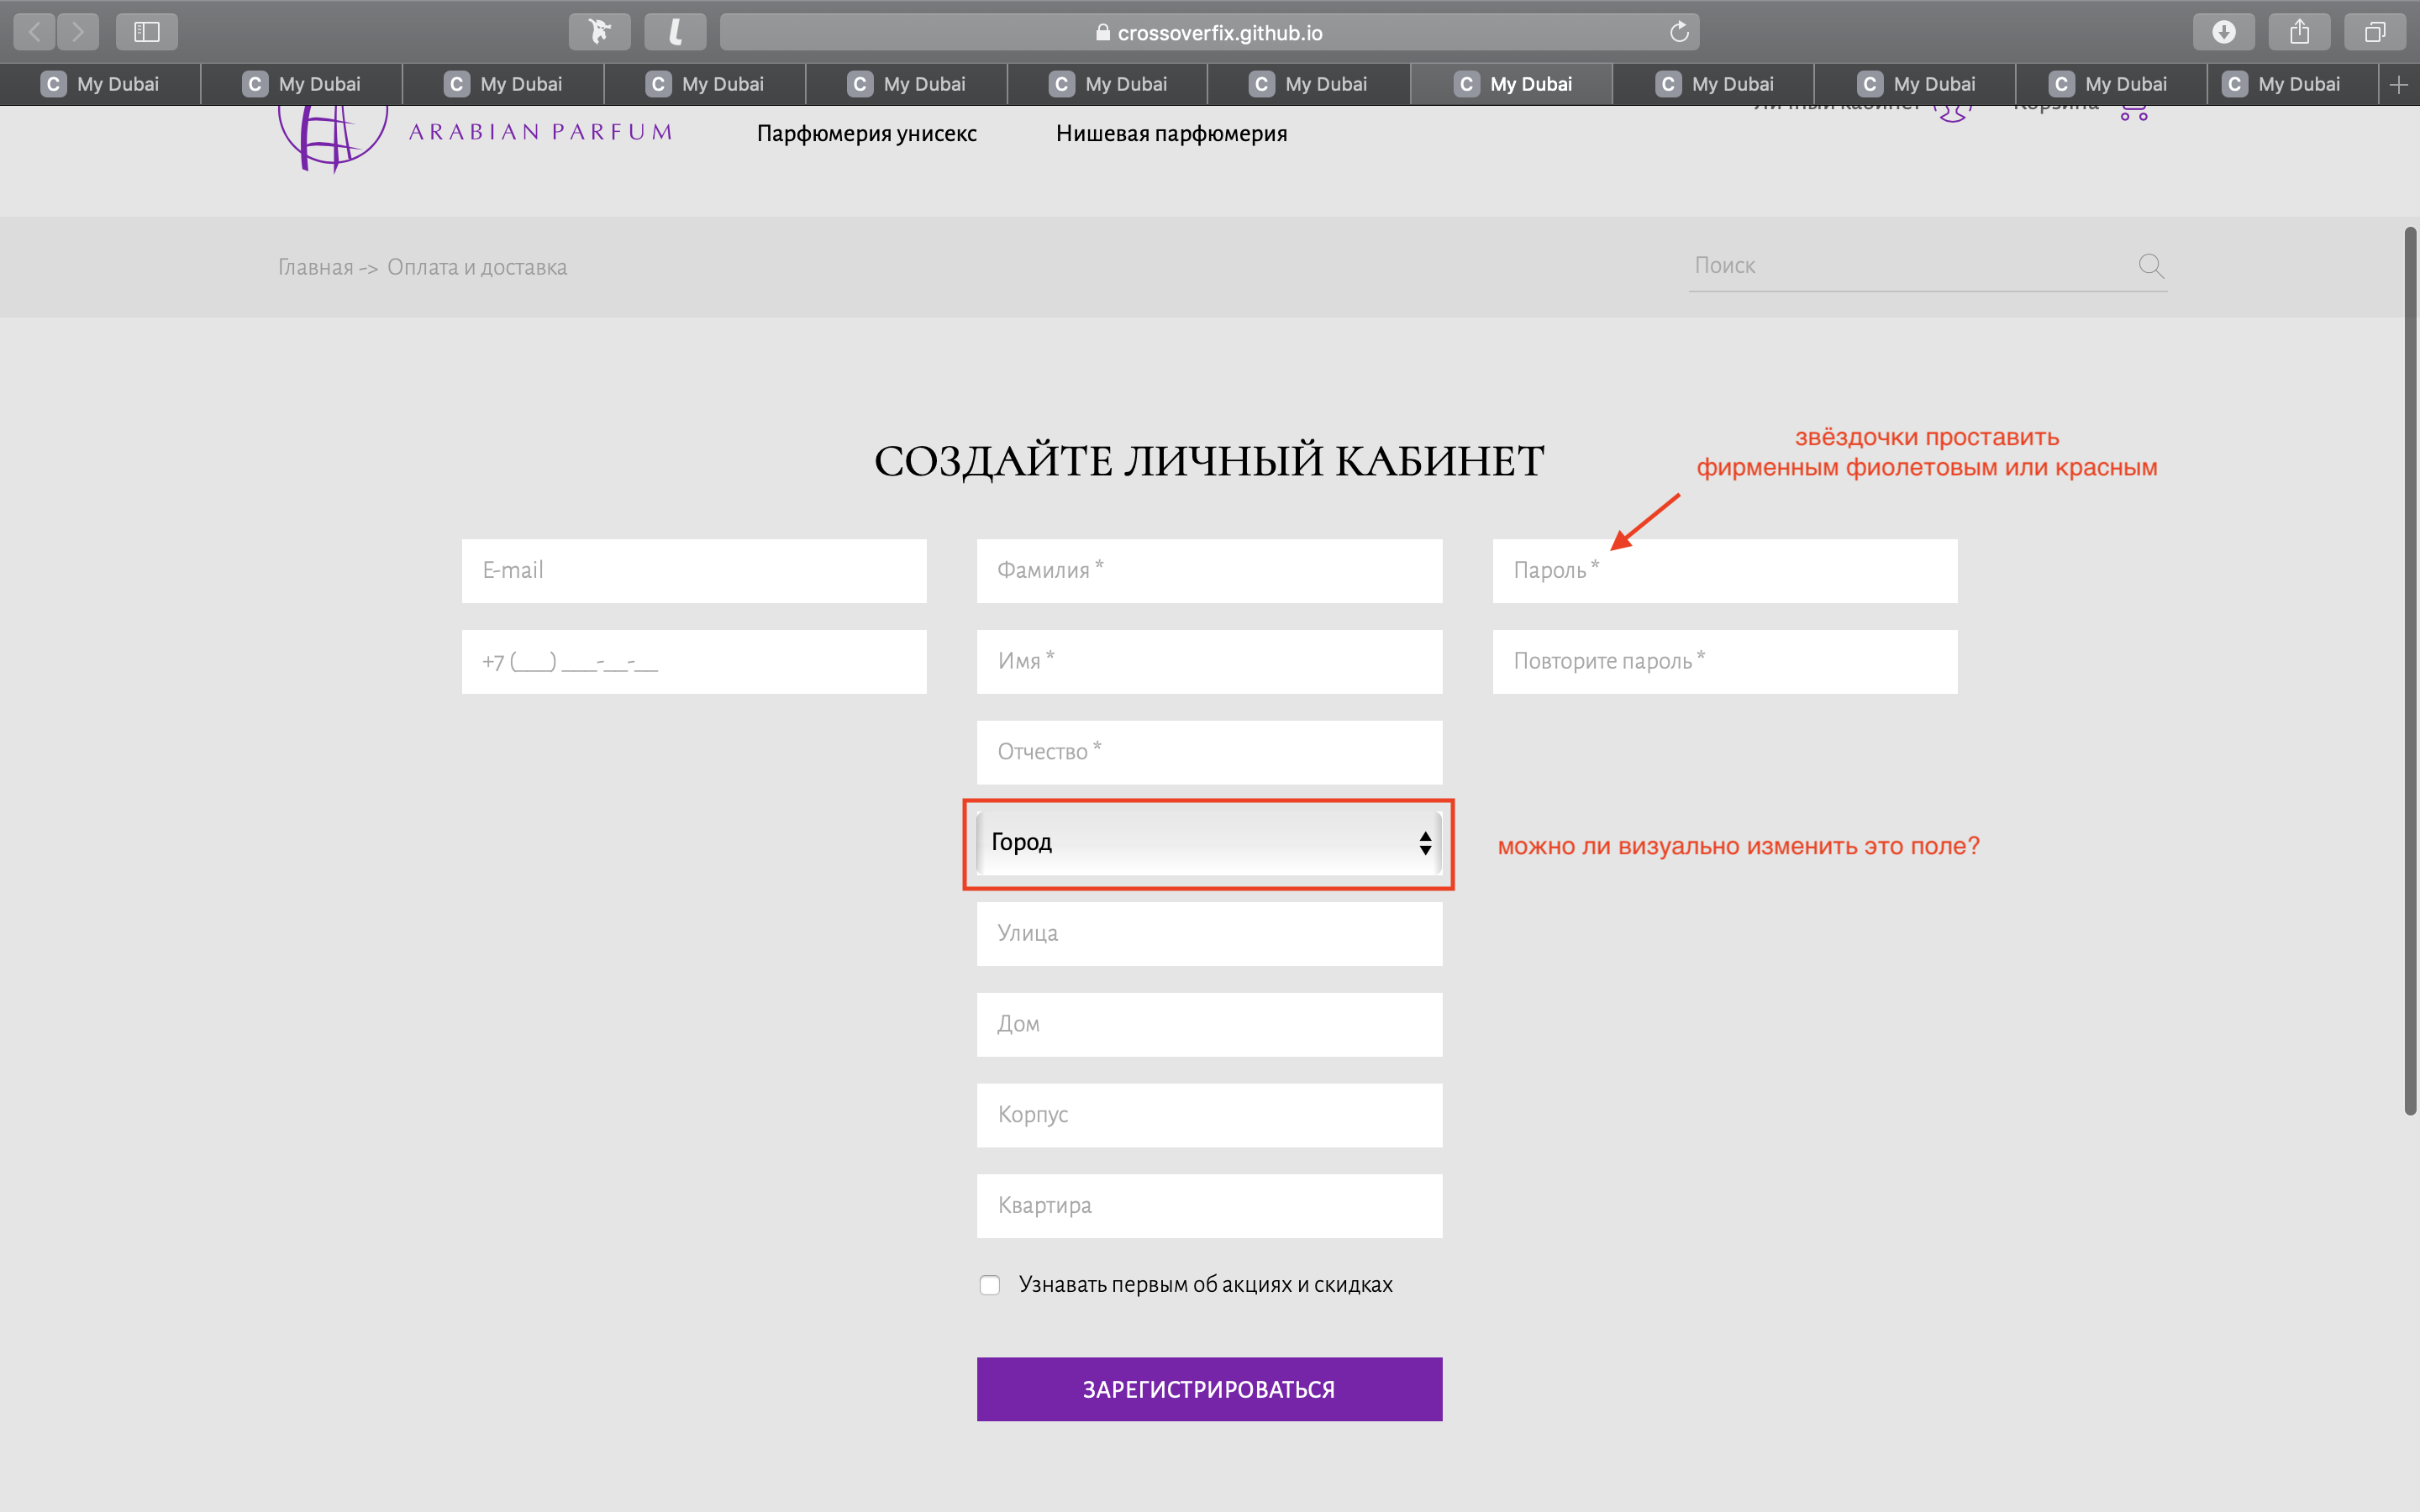 crossoverfix.github.io
C My Dubai
C My Dubai
C My Dubai
C My Dubai
C My Dubai
C My Dubai
C My Dubai
C My Dubai
C My Dubai
C My Dubai
C My Dubai
C My Dubai
Личный кабинет
Корзина
ARABIAN PARFUM
Парфюмерия унисекс
Нишевая парфюмерия
Главная -> Оплата и доставка
Поиск
звёздочки проставить
фирменным фиолетовым или красным
СОЗДАЙТЕ ЛИЧНЫЙ КАБИНЕТ
E-mail
Фамилия *
Пароль *
+7 (___) ___-__-__
Имя *
Повторите пароль *
Отчество *
Город
можно ли визуально изменить это поле?
Улица
Дом
Корпус
Квартира
Узнавать первым об акциях и скидках
ЗАРЕГИСТРИРОВАТЬСЯ